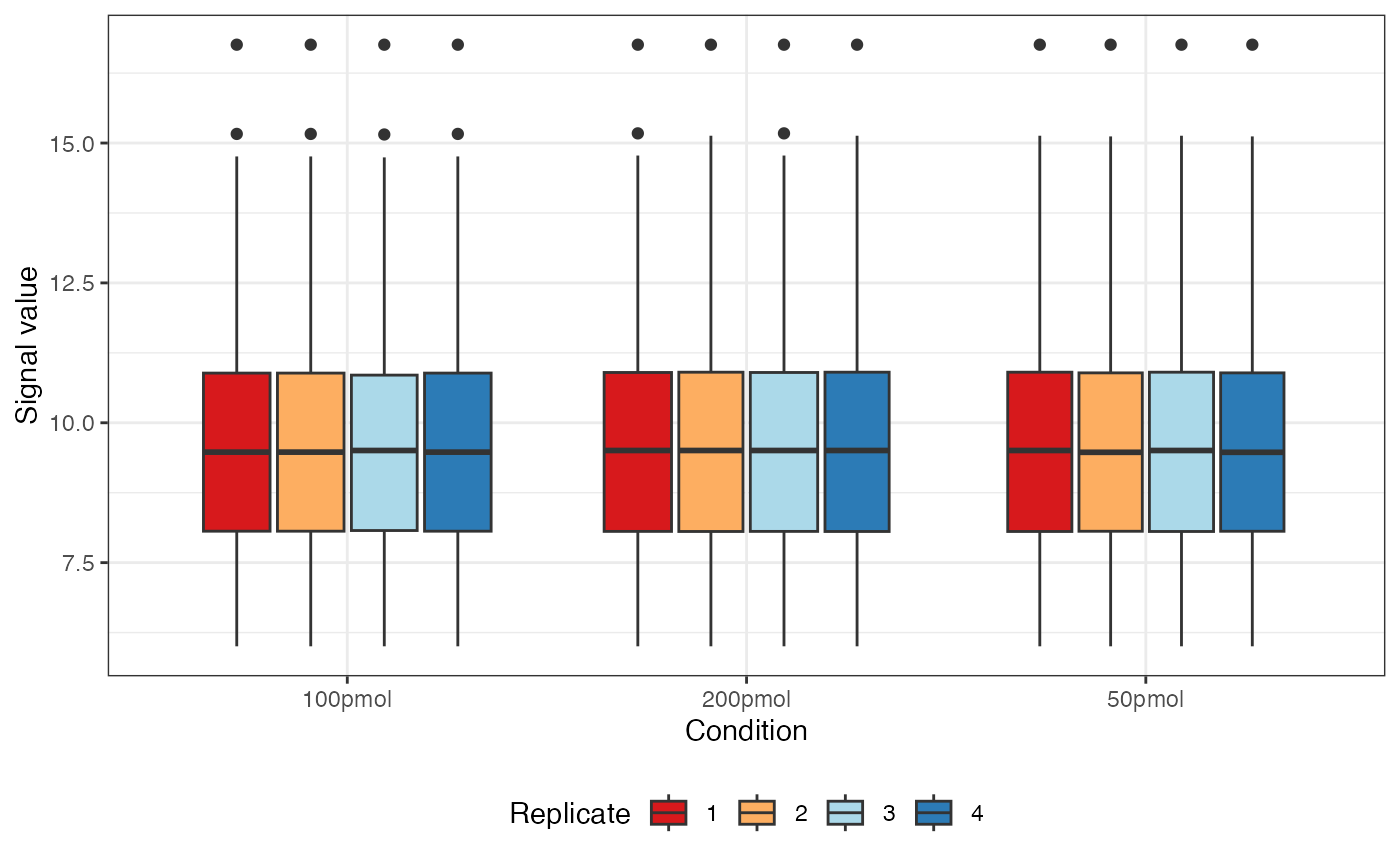 Signal value
15.0
12.5
10.0
7.5
100pmol 200pmol 50pmol
Condition
Replicate 1 2 3 4